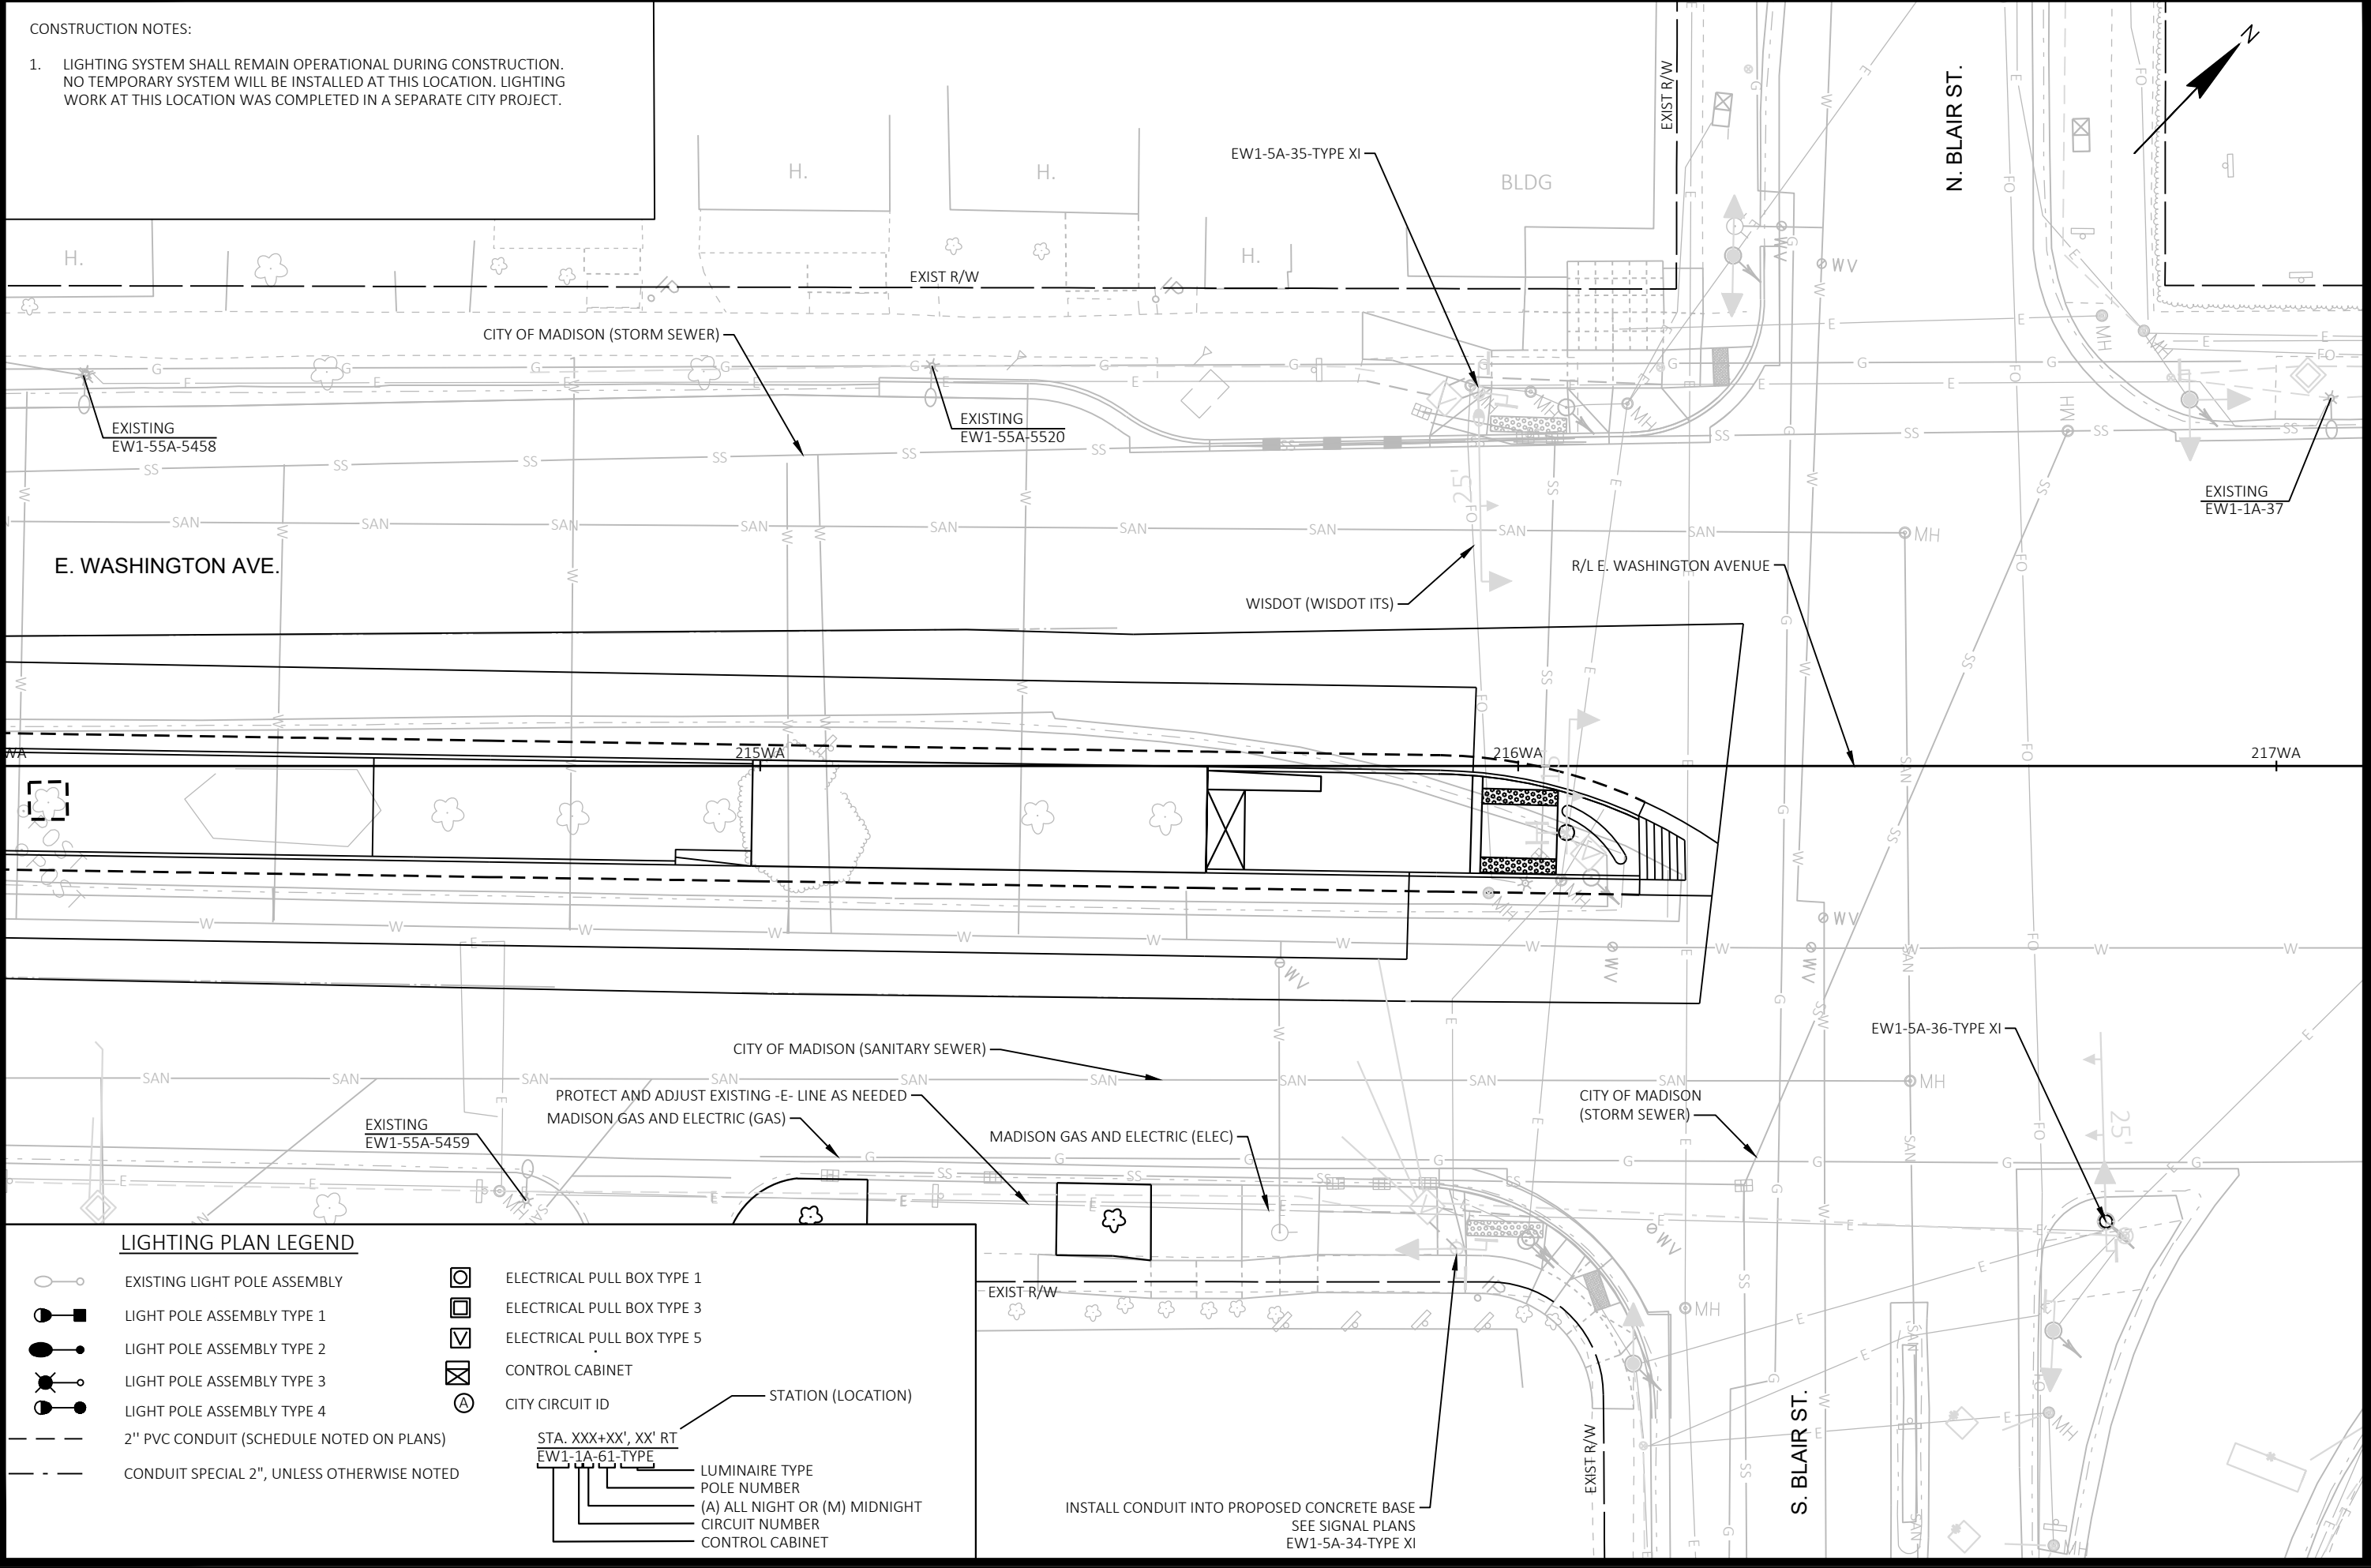 CONSTRUCTION NOTES:
1. LIGHTING SYSTEM SHALL REMAIN OPERATIONAL DURING CONSTRUCTION.
NO TEMPORARY SYSTEM WILL BE INSTALLED AT THIS LOCATION. LIGHTING
WORK AT THIS LOCATION WAS COMPLETED IN A SEPARATE CITY PROJECT.
N
N. BLAIR ST.
EXIST R/W
EW1-5A-35-TYPE XI
BLDG
H.
H.
H.
H.
EXIST R/W
CITY OF MADISON (STORM SEWER)
EXISTING
EW1-55A-5458
EXISTING
EW1-55A-5520
EXISTING
EW1-1A-37
25'
E. WASHINGTON AVE.
R/L E. WASHINGTON AVENUE
WISDOT (WISDOT ITS)
WA
215WA
216WA
217WA
EW1-5A-36-TYPE XI
CITY OF MADISON (SANITARY SEWER)
PROTECT AND ADJUST EXISTING -E- LINE AS NEEDED
MADISON GAS AND ELECTRIC (GAS)
MADISON GAS AND ELECTRIC (ELEC)
CITY OF MADISON
(STORM SEWER)
25'
EXISTING
EW1-55A-5459
EXIST R/W
EXIST R/W
S. BLAIR ST.
INSTALL CONDUIT INTO PROPOSED CONCRETE BASE
SEE SIGNAL PLANS
EW1-5A-34-TYPE XI
LIGHTING PLAN LEGEND
EXISTING LIGHT POLE ASSEMBLY
LIGHT POLE ASSEMBLY TYPE 1
LIGHT POLE ASSEMBLY TYPE 2
LIGHT POLE ASSEMBLY TYPE 3
LIGHT POLE ASSEMBLY TYPE 4
2" PVC CONDUIT (SCHEDULE NOTED ON PLANS)
CONDUIT SPECIAL 2", UNLESS OTHERWISE NOTED
ELECTRICAL PULL BOX TYPE 1
ELECTRICAL PULL BOX TYPE 3
V ELECTRICAL PULL BOX TYPE 5
CONTROL CABINET
A CITY CIRCUIT ID
STATION (LOCATION)
STA. XXX+XX', XX' RT
EW1-1A-61-TYPE
LUMINAIRE TYPE
POLE NUMBER
(A) ALL NIGHT OR (M) MIDNIGHT
CIRCUIT NUMBER
CONTROL CABINET